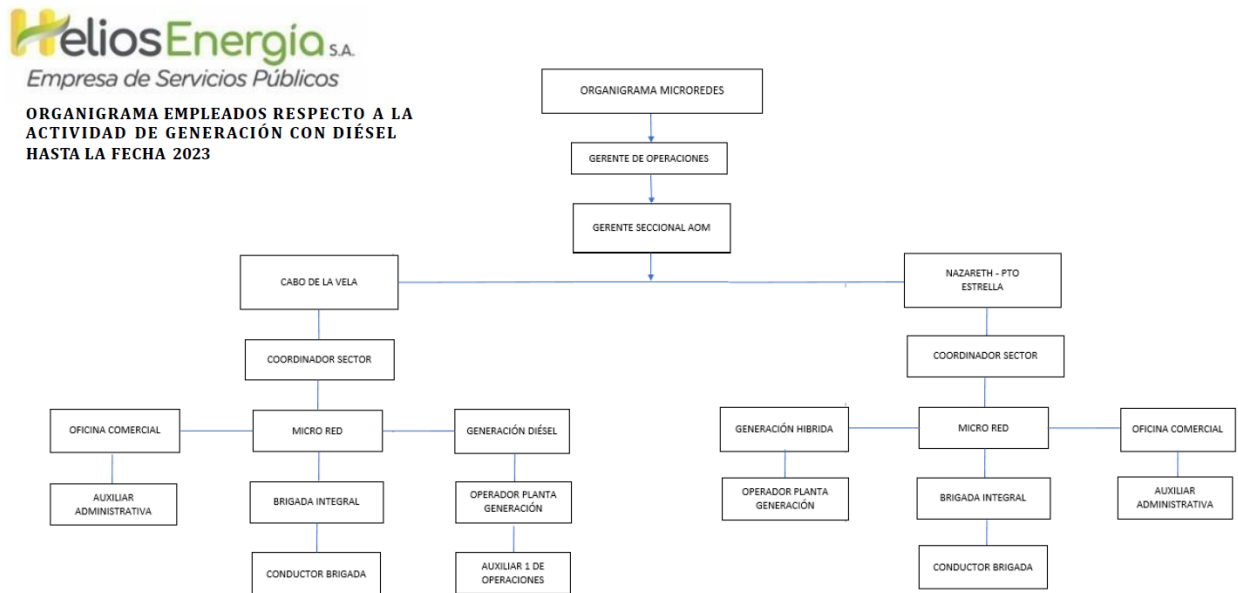 HeliosEnergía S.A.
Empresa de Servicios Públicos
ORGANIGRAMA EMPLEADOS RESPECTO A LA
ACTIVIDAD DE GENERACIÓN CON DIÉSEL
HASTA LA FECHA 2023
ORGANIGRAMA MICROREDES
GERENTE DE OPERACIONES
GERENTE SECCIONAL AOM
CABO DE LA VELA
NAZARETH - PTO
ESTRELLA
COORDINADOR SECTOR
COORDINADOR SECTOR
OFICINA COMERCIAL
MICRO RED
GENERACIÓN DIÉSEL
GENERACIÓN HIBRIDA
MICRO RED
OFICINA COMERCIAL
AUXILIAR
ADMINISTRATIVA
BRIGADA INTEGRAL
OPERADOR PLANTA
GENERACIÓN
OPERADOR PLANTA
GENERACIÓN
BRIGADA INTEGRAL
AUXILIAR
ADMINISTRATIVA
CONDUCTOR BRIGADA
AUXILIAR 1 DE
OPERACIONES
CONDUCTOR BRIGADA